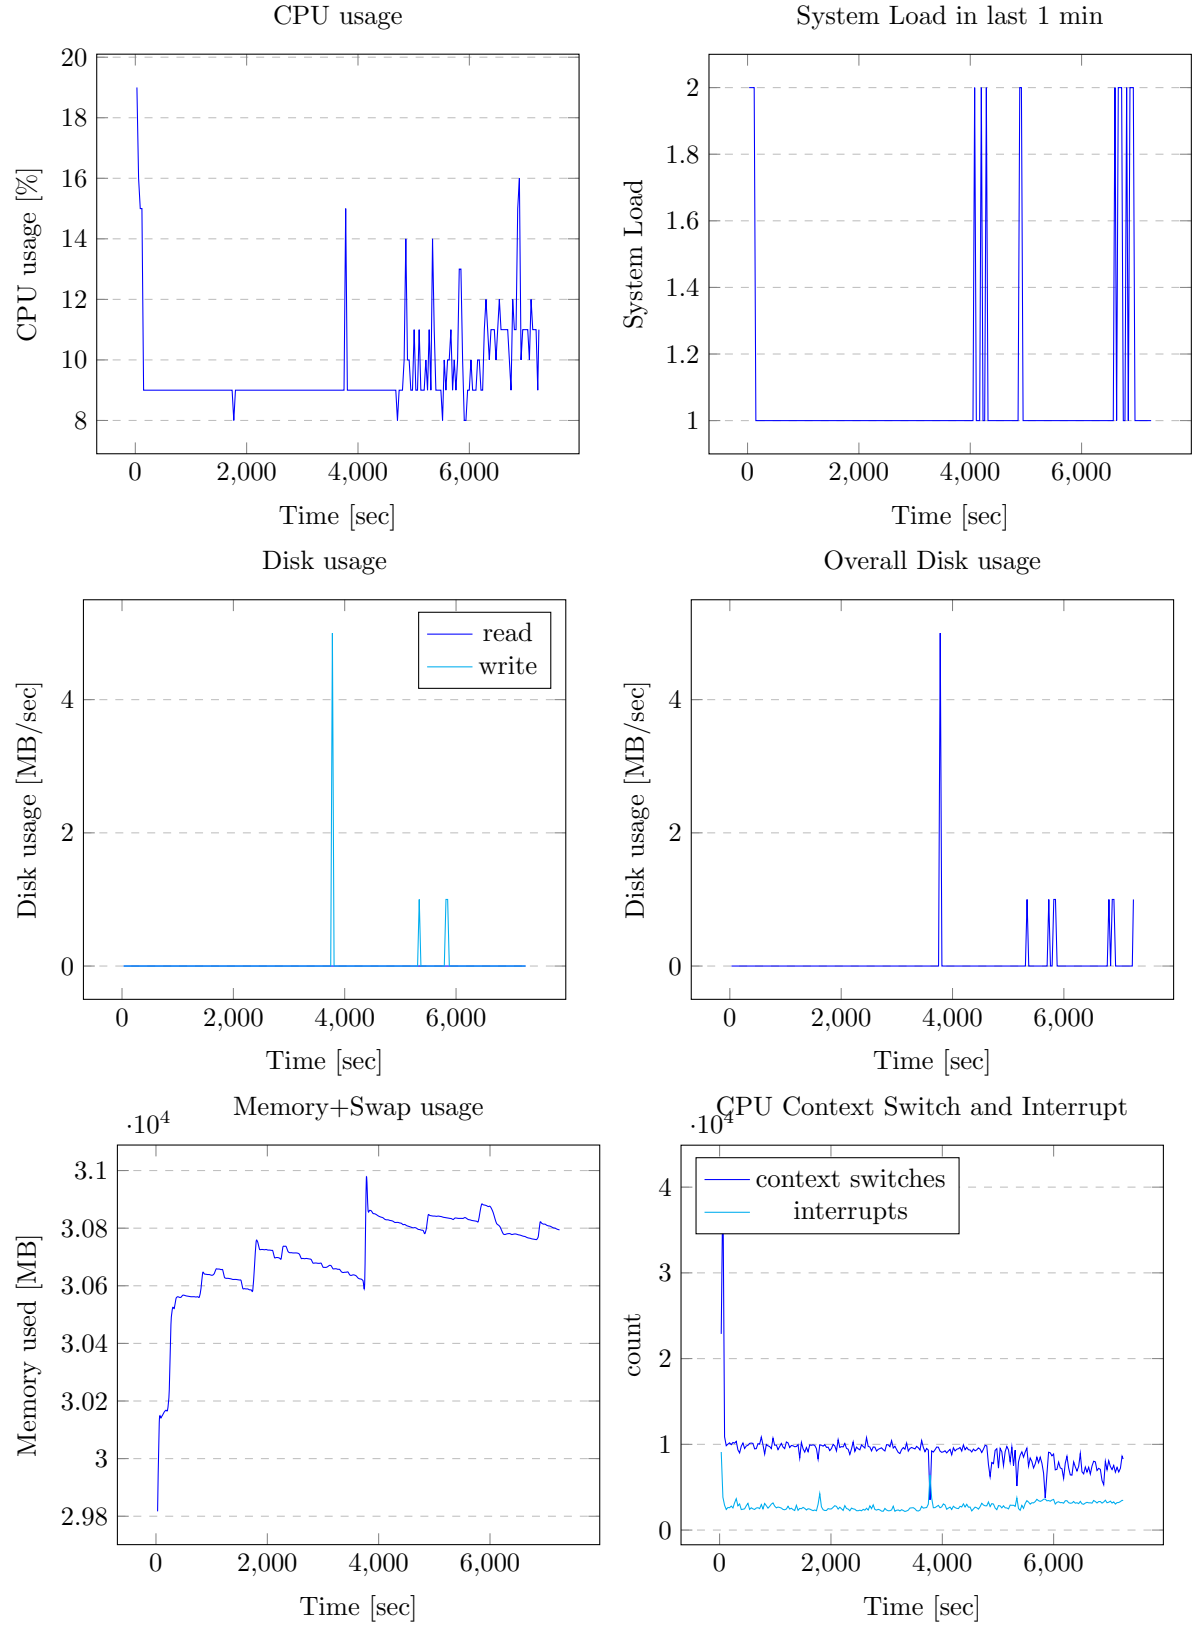 CPU usage
20
18
16
14
12
10
8
CPU usage [%]
0 2,000 4,000 6,000
Time [sec]
System Load in last 1 min
2
1.8
1.6
1.4
1.2
1
System Load
0 2,000 4,000 6,000
Time [sec]
Disk usage
read
write
4
2
0
Disk usage [MB/sec]
0 2,000 4,000 6,000
Time [sec]
Overall Disk usage
4
2
0
Disk usage [MB/sec]
0 2,000 4,000 6,000
Time [sec]
Memory+Swap usage
·10⁴
3.1
3.08
3.06
3.04
3.02
3
2.98
Memory used [MB]
0 2,000 4,000 6,000
Time [sec]
CPU Context Switch and Interrupt
·10⁴
context switches
interrupts
4
3
2
1
0
count
0 2,000 4,000 6,000
Time [sec]